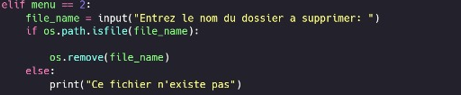 elif menu == 2:
    file_name = input("Entrez le nom du dossier a supprimer: ")
    if os.path.isfile(file_name):
        os.remove(file_name)
    else:
        print("Ce fichier n'existe pas")